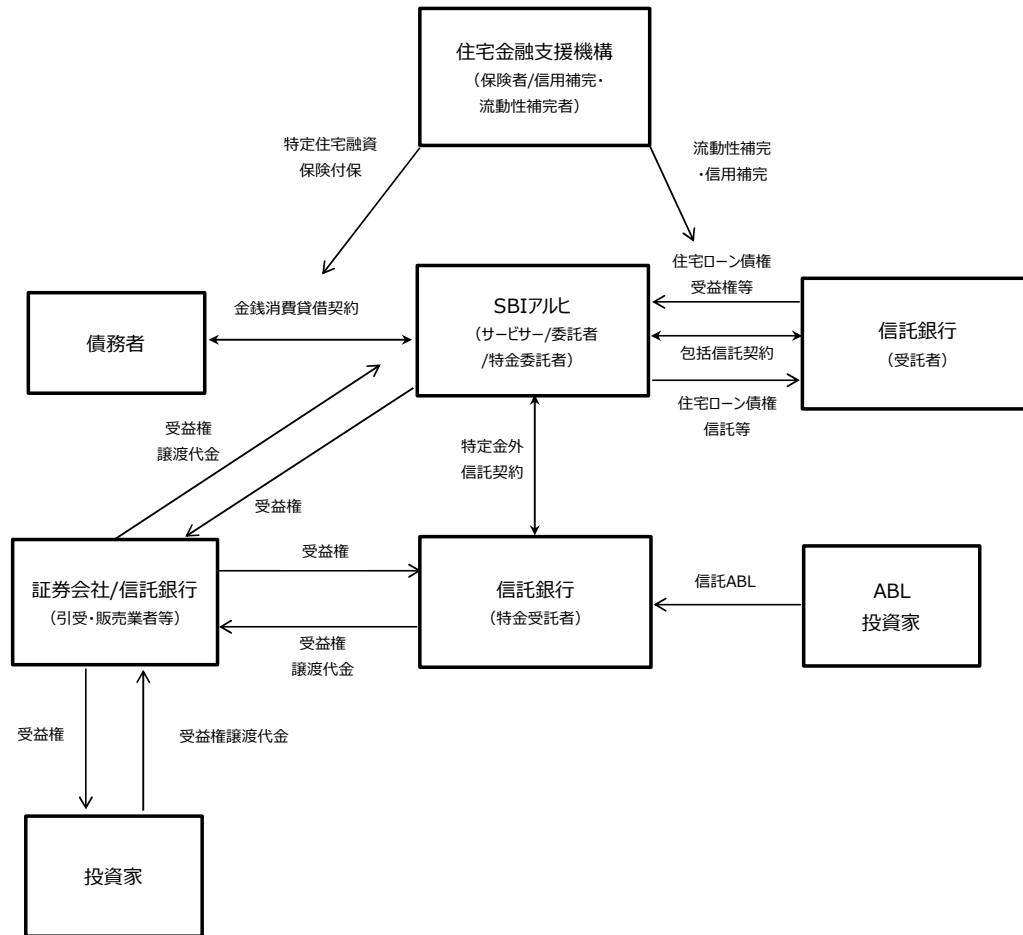 住宅金融支援機構
（保険者/信用補完・
流動性補完者）
特定住宅融資
保険付保
流動性補完
・信用補完
債務者
金銭消費貸借契約
SBIアルヒ
（サービサー/委託者
/特金委託者）
住宅ローン債権
受益権等
包括信託契約
住宅ローン債権
信託等
信託銀行
（受託者）
受益権
譲渡代金
受益権
特定金外
信託契約
証券会社/信託銀行
（引受・販売業者等）
受益権
受益権
譲渡代金
信託銀行
（特金受託者）
信託ABL
ABL
投資家
受益権
受益権譲渡代金
投資家